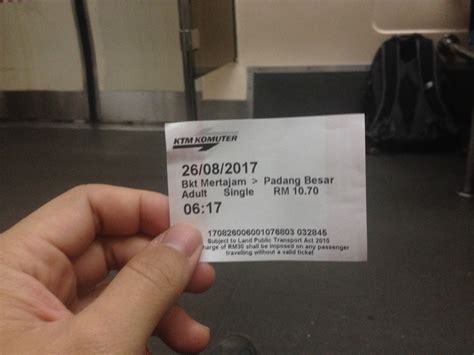 KTM KOMUTER
26/08/2017
Bkt Mertajam > Padang Besar
Adult Single RM 10.70
06:17
170826006001076803 032845
Subject to Land Public Transport Act 2010
charge of RM30 shall be imposed on any passenger
travelling without a valid ticket